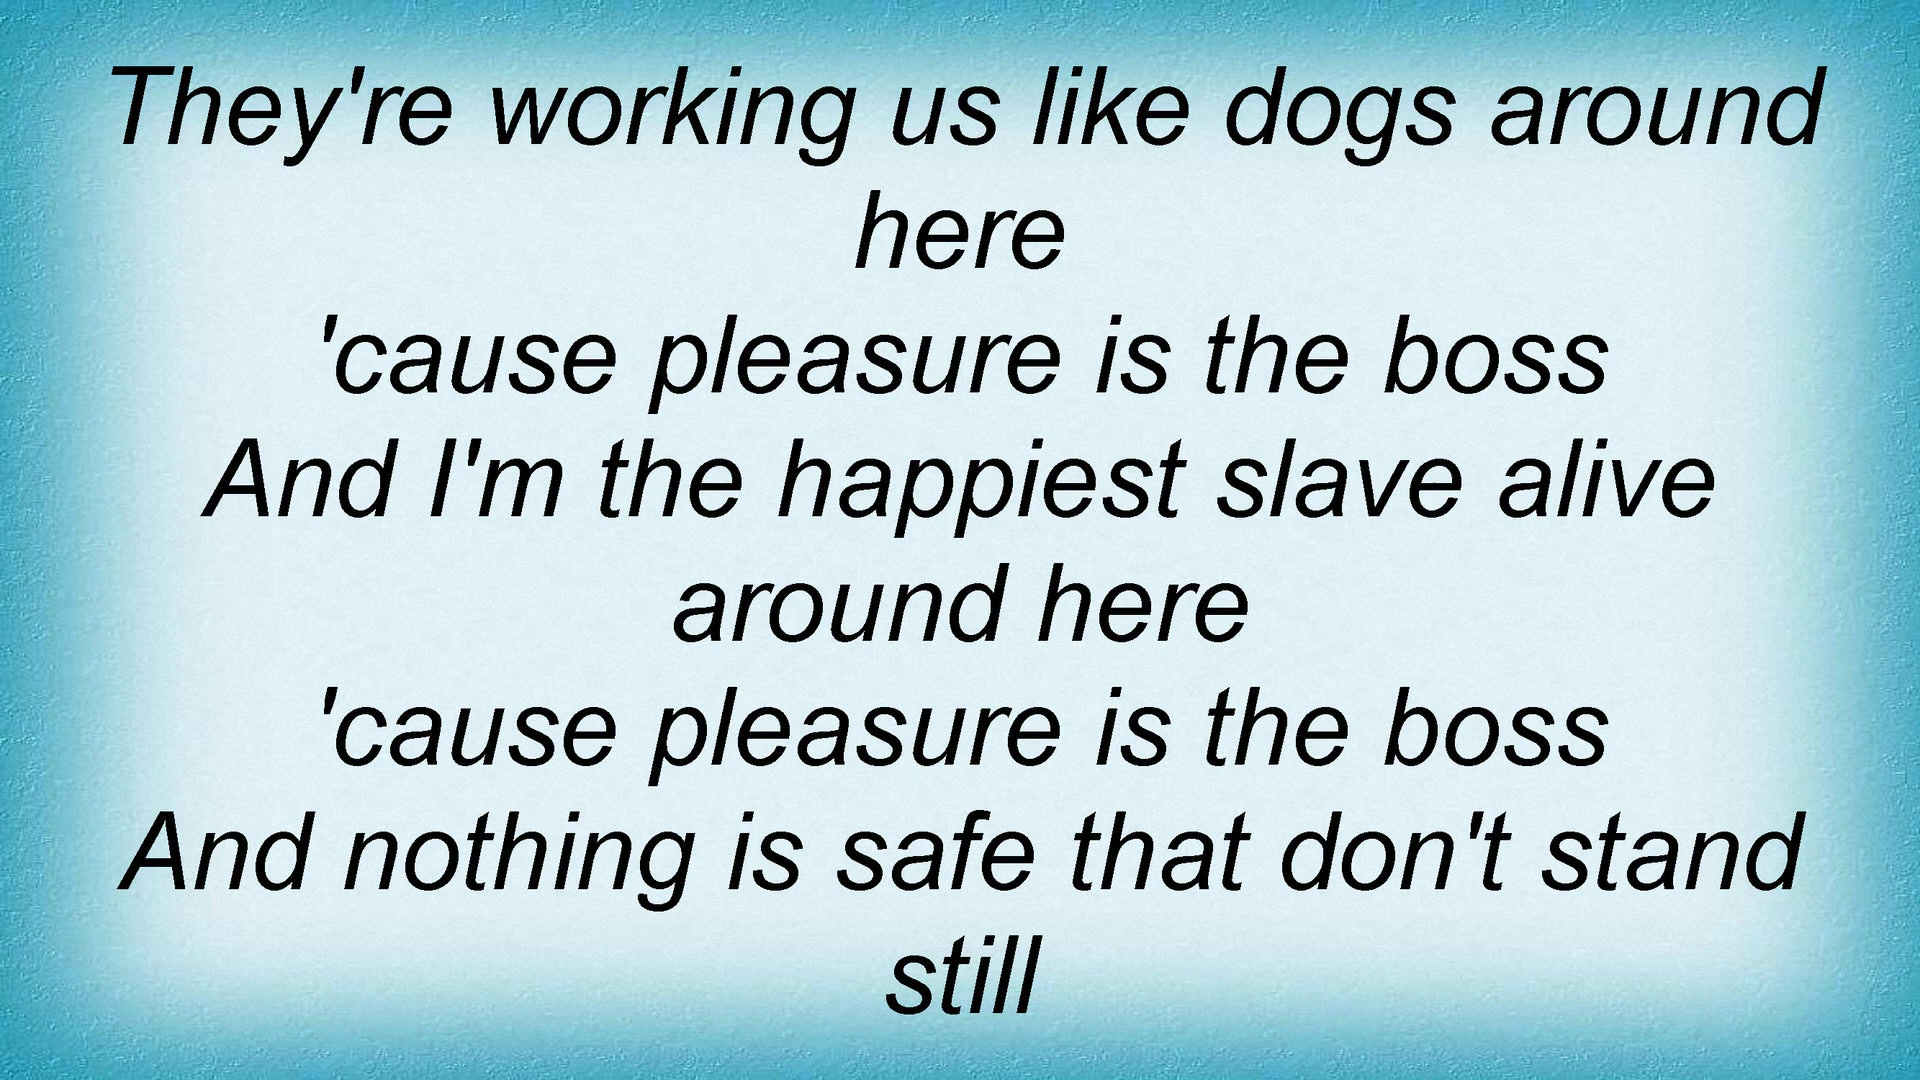 They're working us like dogs around
here
'cause pleasure is the boss
And I'm the happiest slave alive
around here
'cause pleasure is the boss
And nothing is safe that don't stand
still